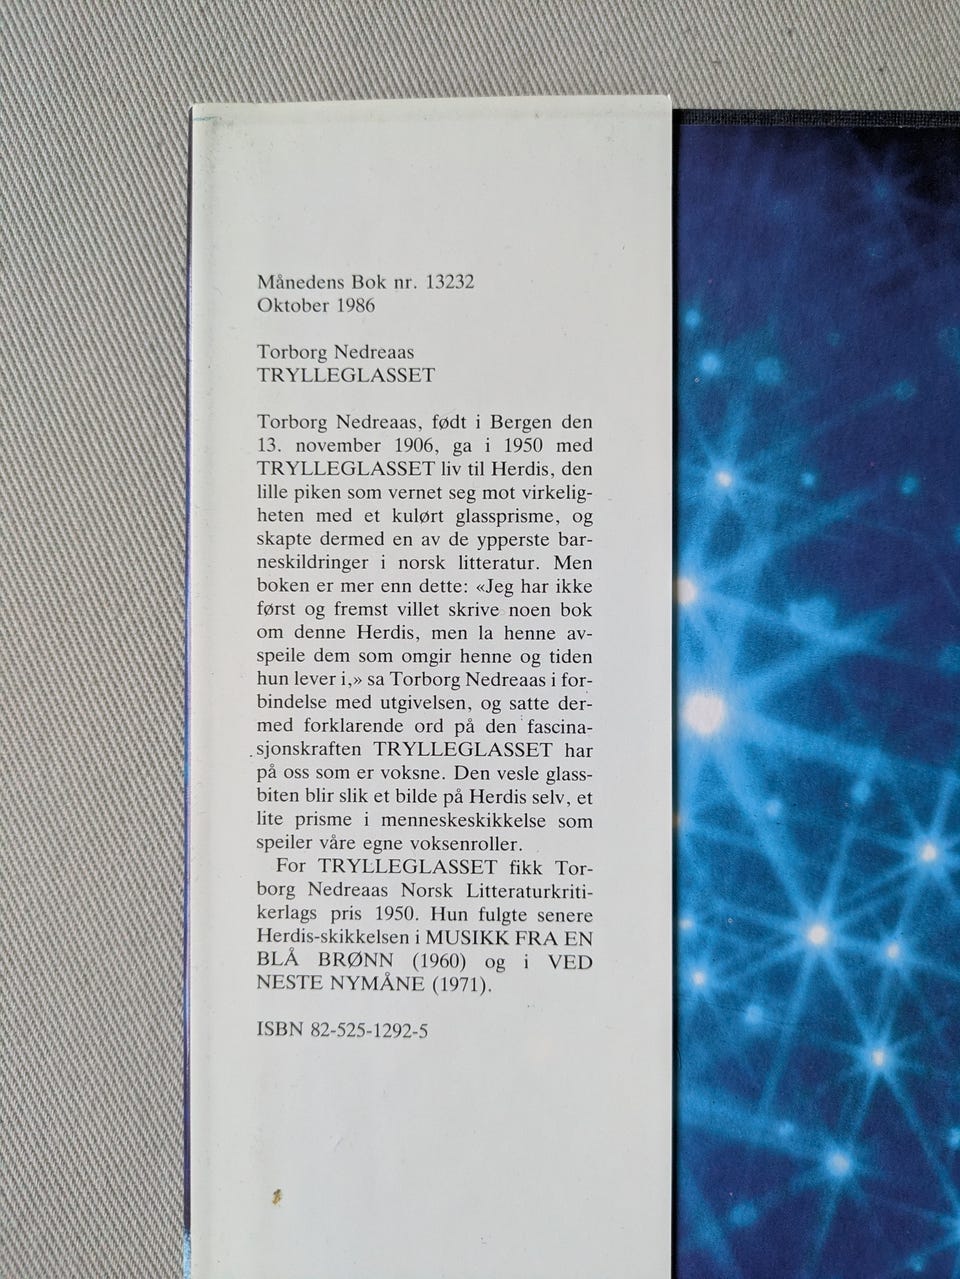 Månedens Bok nr. 13232
Oktober 1986
Torborg Nedreaas
TRYLLEGLASSET
Torborg Nedreaas, født i Bergen den
13. november 1906, ga i 1950 med
TRYLLEGLASSET liv til Herdis, den
lille piken som vernet seg mot virkelig-
heten med et kulørt glassprisme, og
skapte dermed en av de ypperste bar-
neskildringer i norsk litteratur. Men
boken er mer enn dette: «Jeg har ikke
først og fremst villet skrive noen bok
om denne Herdis, men la henne av-
speile dem som omgir henne og tiden
hun lever i,» sa Torborg Nedreaas i for-
bindelse med utgivelsen, og satte der-
med forklarende ord på den fascina-
sjonskraften TRYLLEGLASSET har
på oss som er voksne. Den vesle glass-
biten blir slik et bilde på Herdis selv, et
lite prisme i menneskeskikkelse som
speiler våre egne voksenroller.
For TRYLLEGLASSET fikk Tor-
borg Nedreaas Norsk Litteraturkriti-
kerlags pris 1950. Hun fulgte senere
Herdis-skikkelsen i MUSIKK FRA EN
BLÅ BRØNN (1960) og i VED
NESTE NYMÅNE (1971).
ISBN 82-525-1292-5